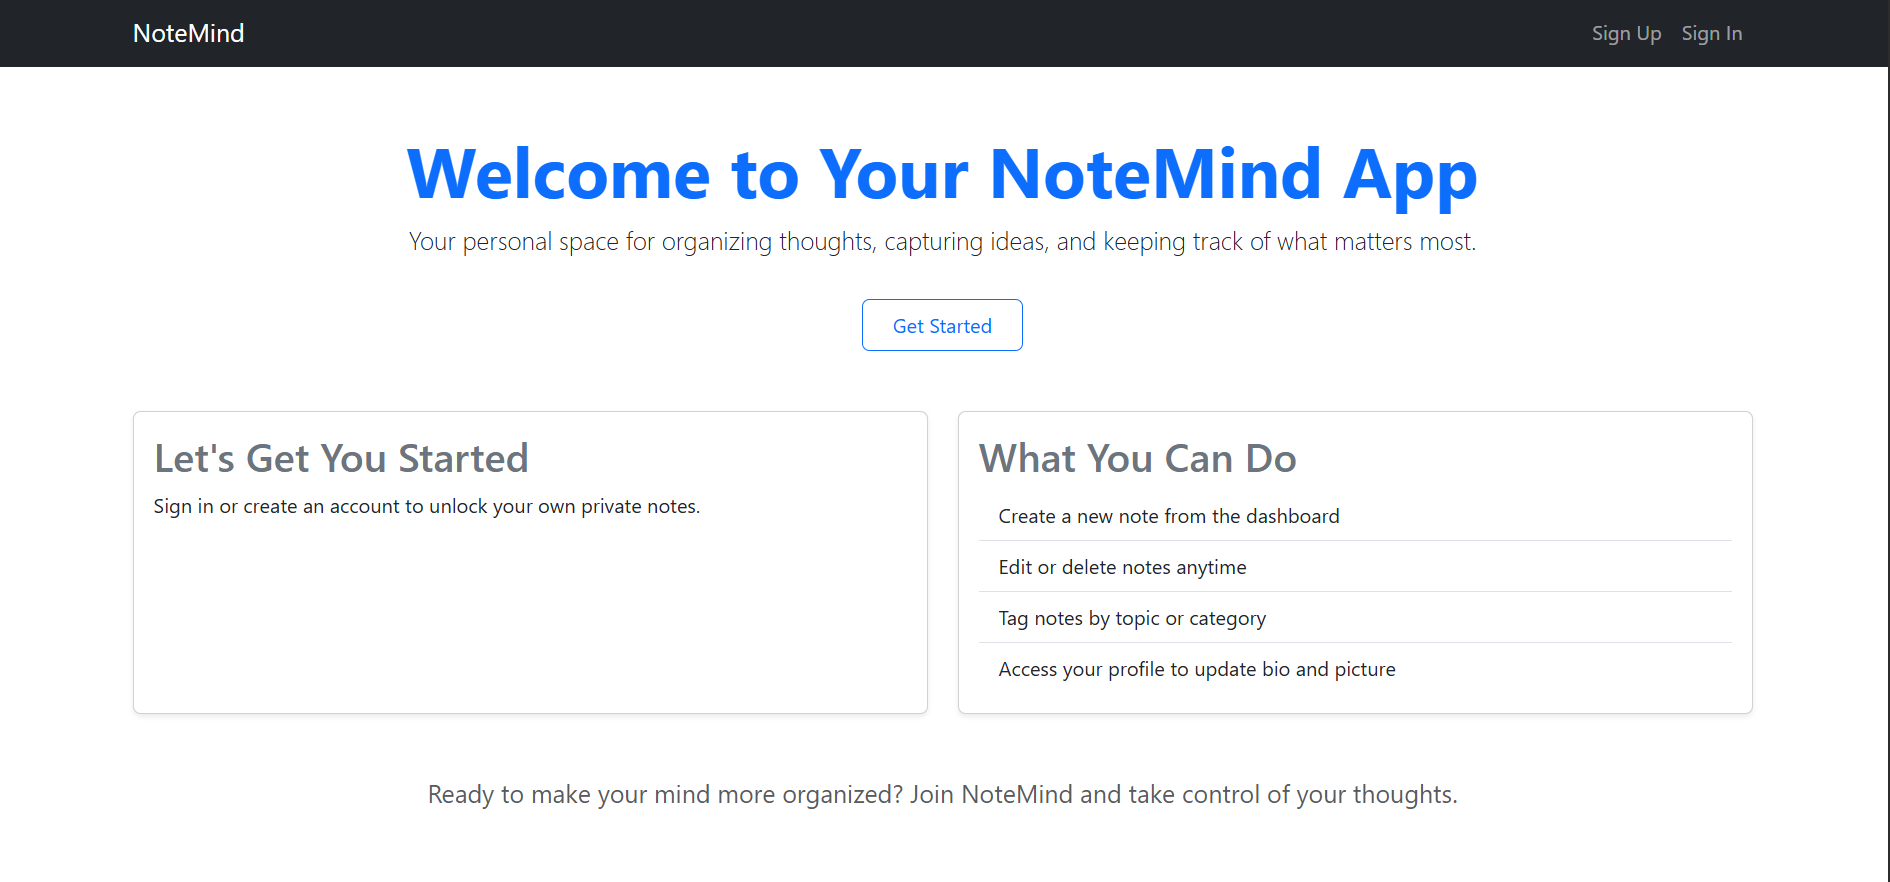 NoteMind
Sign Up
Sign In
Welcome to Your NoteMind App
Your personal space for organizing thoughts, capturing ideas, and keeping track of what matters most.
Get Started
Let's Get You Started
Sign in or create an account to unlock your own private notes.
What You Can Do
Create a new note from the dashboard
Edit or delete notes anytime
Tag notes by topic or category
Access your profile to update bio and picture
Ready to make your mind more organized? Join NoteMind and take control of your thoughts.